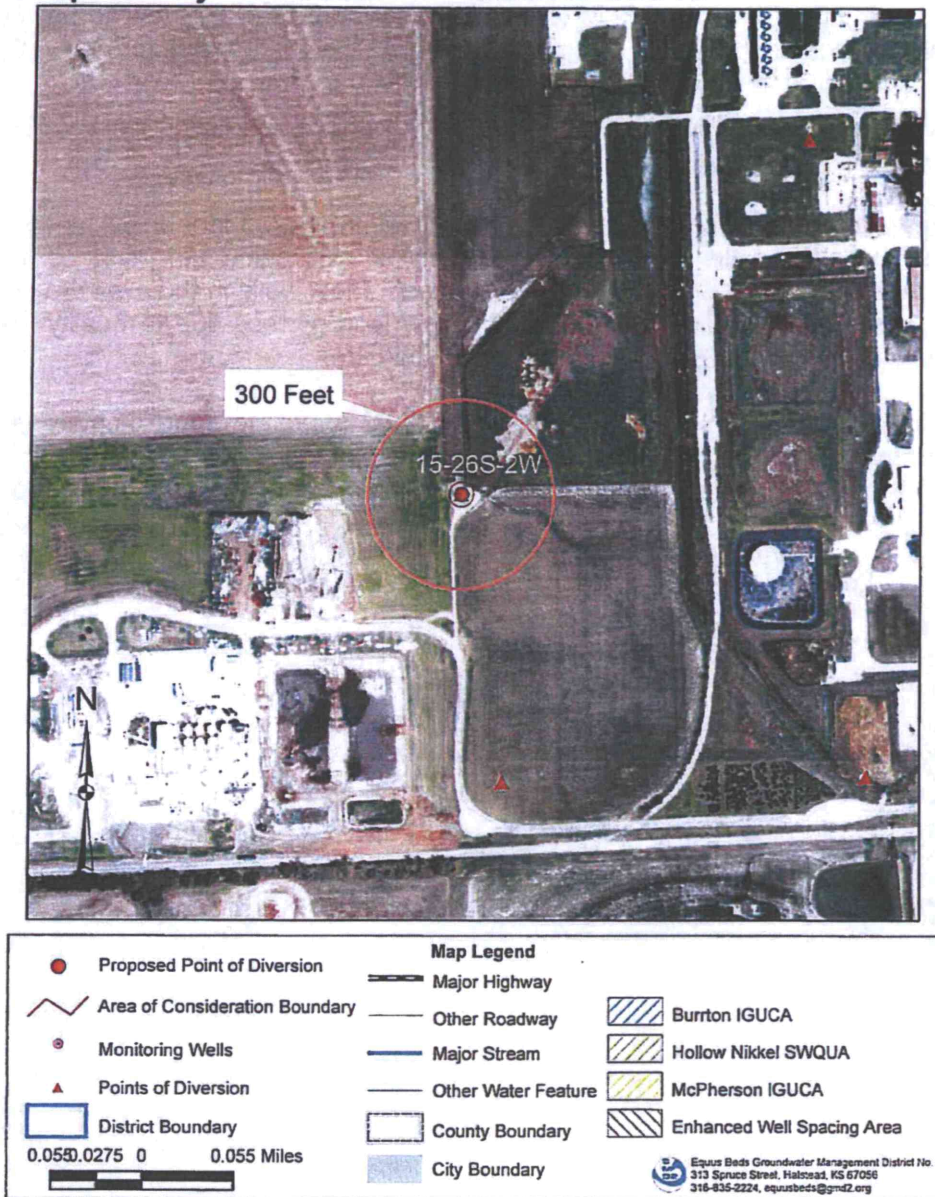 300 Feet
15-26S-2W
N
Map Legend
Proposed Point of Diversion
Area of Consideration Boundary
Monitoring Wells
Points of Diversion
District Boundary
0.0550.0275 0 0.055 Miles
Major Highway
Other Roadway
Major Stream
Other Water Feature
County Boundary
City Boundary
Burrton IGUCA
Hollow Nikkel SWQUA
McPherson IGUCA
Enhanced Well Spacing Area
Equus Beds Groundwater Management District No.
313 Spruce Street, Halstead, KS 67056
316-835-2224, equusbeds@gmd2.org